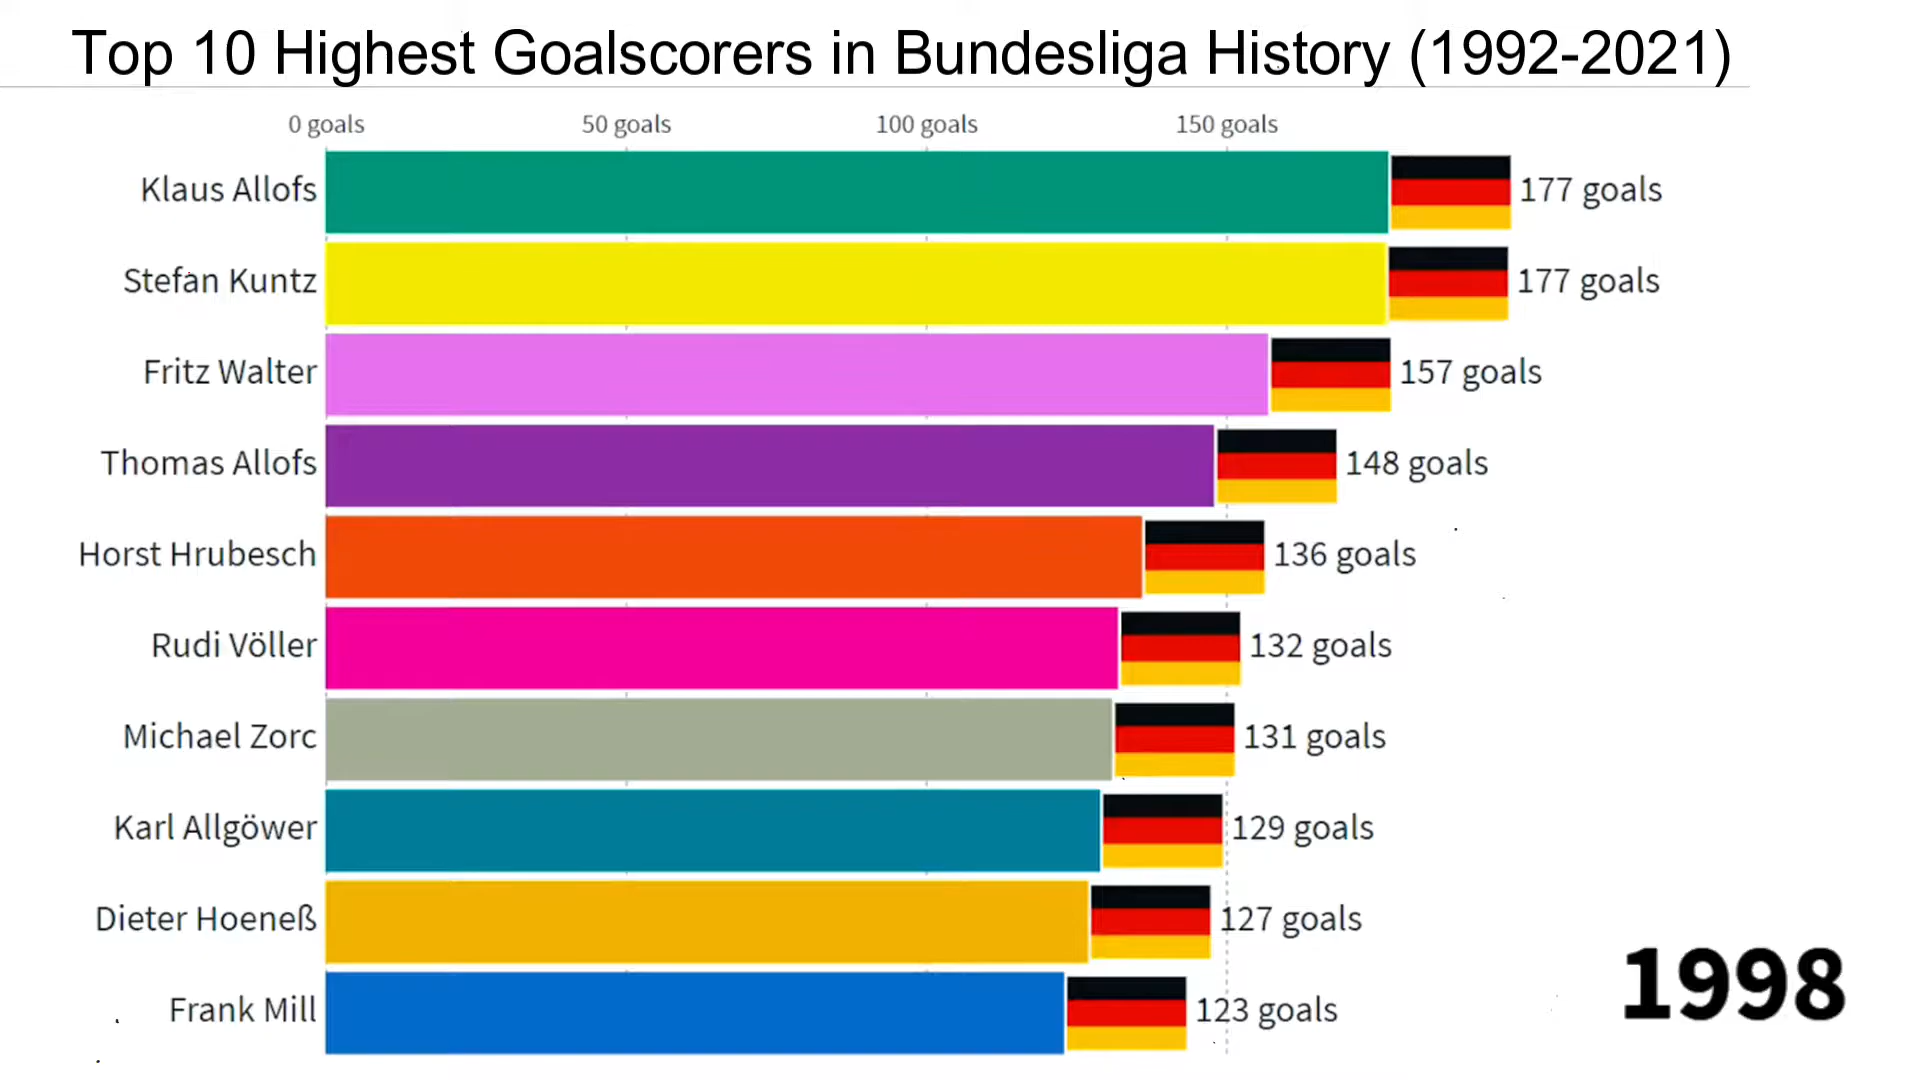 Top 10 Highest Goalscorers in Bundesliga History (1992-2021)
0 goals 50 goals 100 goals 150 goals
Klaus Allofs 177 goals
Stefan Kuntz 177 goals
Fritz Walter 157 goals
Thomas Allofs 148 goals
Horst Hrubesch 136 goals
Rudi Völler 132 goals
Michael Zorc 131 goals
Karl Allgöwer 129 goals
Dieter Hoeneß 127 goals
Frank Mill 123 goals
1998